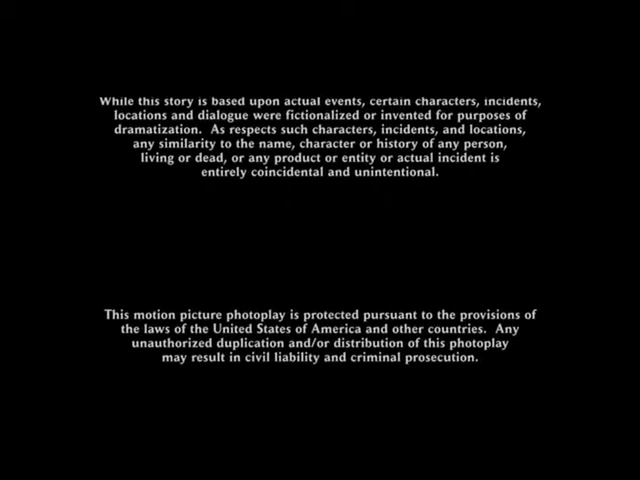 While this story is based upon actual events, certain characters, incidents,
locations and dialogue were fictionalized or invented for purposes of
dramatization. As respects such characters, incidents, and locations,
any similarity to the name, character or history of any person,
living or dead, or any product or entity or actual incident is
entirely coincidental and unintentional.
This motion picture photoplay is protected pursuant to the provisions of
the laws of the United States of America and other countries. Any
unauthorized duplication and/or distribution of this photoplay
may result in civil liability and criminal prosecution.